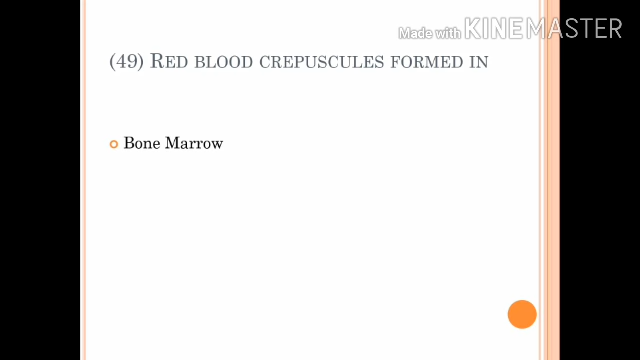 Made with KINEMASTER
(49) RED BLOOD CREPUSCULES FORMED IN
Bone Marrow